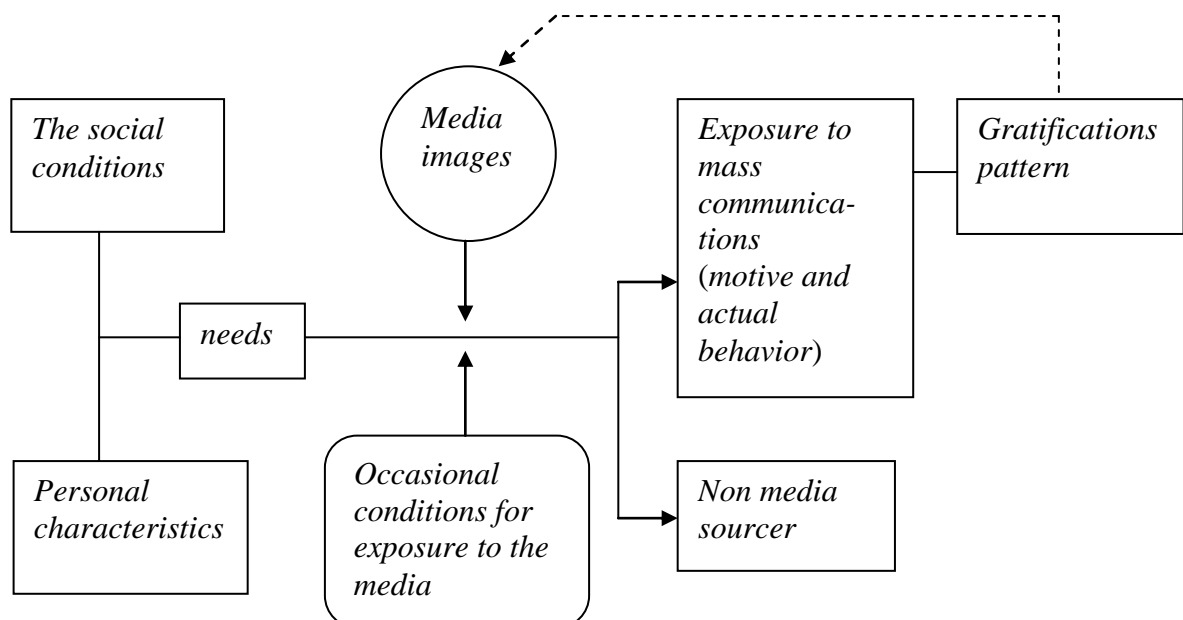 The social
conditions
Media
images
Exposure to
mass
communica-
tions
(motive and
actual
behavior)
Gratifications
pattern
needs
Personal
characteristics
Occasional
conditions for
exposure to the
media
Non media
sourcer